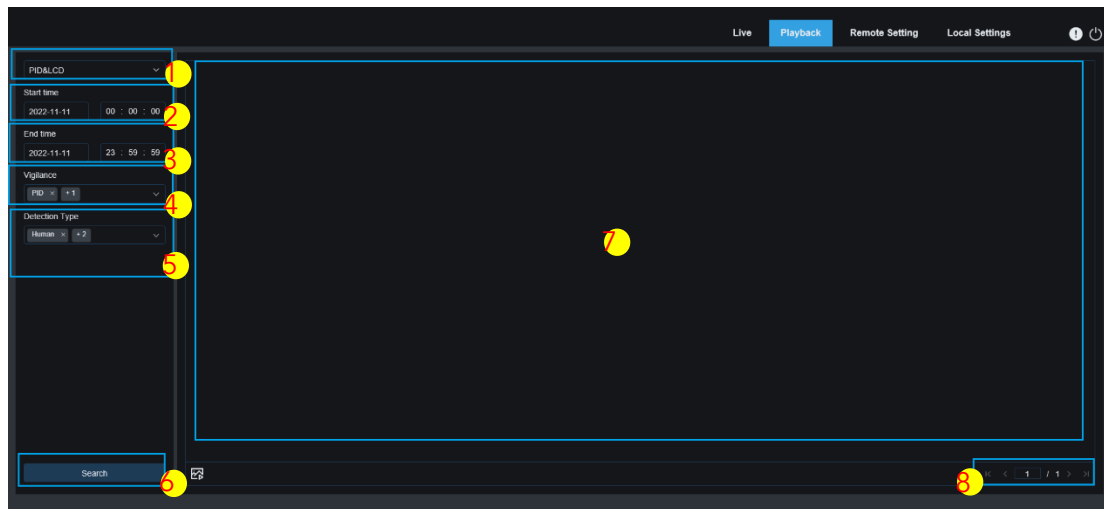 Live Playback Remote Setting Local Settings
PID&LCD 1
Start time
2022-11-11 00 : 00 : 00 2
End time
2022-11-11 23 : 59 : 59 3
Vigilance
PID × +1 4
Detection Type
Human × +2
5
7
Search 6
8 1 / 1